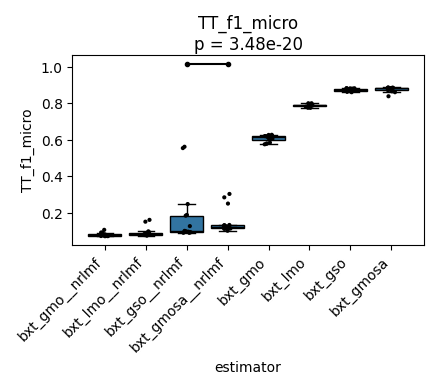 TT_f1_micro
p = 3.48e-20
TT_f1_micro
1.0
0.8
0.6
0.4
0.2
bxt_gmo__nrlmf
bxt_lmo__nrlmf
bxt_gso__nrlmf
bxt_gmosa__nrlmf
bxt_gmo
bxt_lmo
bxt_gso
bxt_gmosa
estimator